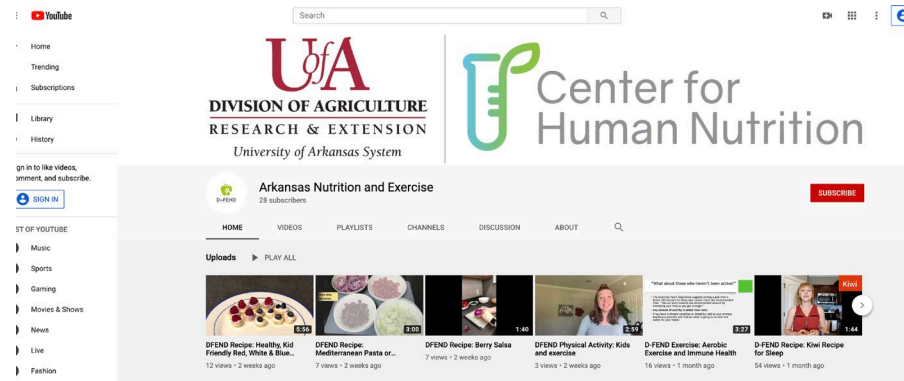 YouTube
Search
Home
Trending
Subscriptions
Library
History
gn in to like videos,
omment, and subscribe.
SIGN IN
ST OF YOUTUBE
Music
Sports
Gaming
Movies & Shows
News
Live
Fashion
UofA
DIVISION OF AGRICULTURE
RESEARCH & EXTENSION
University of Arkansas System
Center for
Human Nutrition
D-FEND
Arkansas Nutrition and Exercise
28 subscribers
SUBSCRIBE
HOME VIDEOS PLAYLISTS CHANNELS DISCUSSION ABOUT
Uploads PLAY ALL
5:56
DFEND Recipe: Healthy, Kid
Friendly Red, White & Blue...
12 views • 2 weeks ago
3:00
DFEND Recipe:
Mediterranean Pasta or...
7 views • 2 weeks ago
1:40
DFEND Recipe: Berry Salsa
7 views • 2 weeks ago
2:59
DFEND Physical Activity: Kids
and exercise
3 views • 2 weeks ago
"What about those who haven't been active?"
3:27
D-FEND Exercise: Aerobic
Exercise and Immune Health
16 views • 1 month ago
Kiwi
1:44
D-FEND Recipe: Kiwi Recipe
for Sleep
54 views • 1 month ago